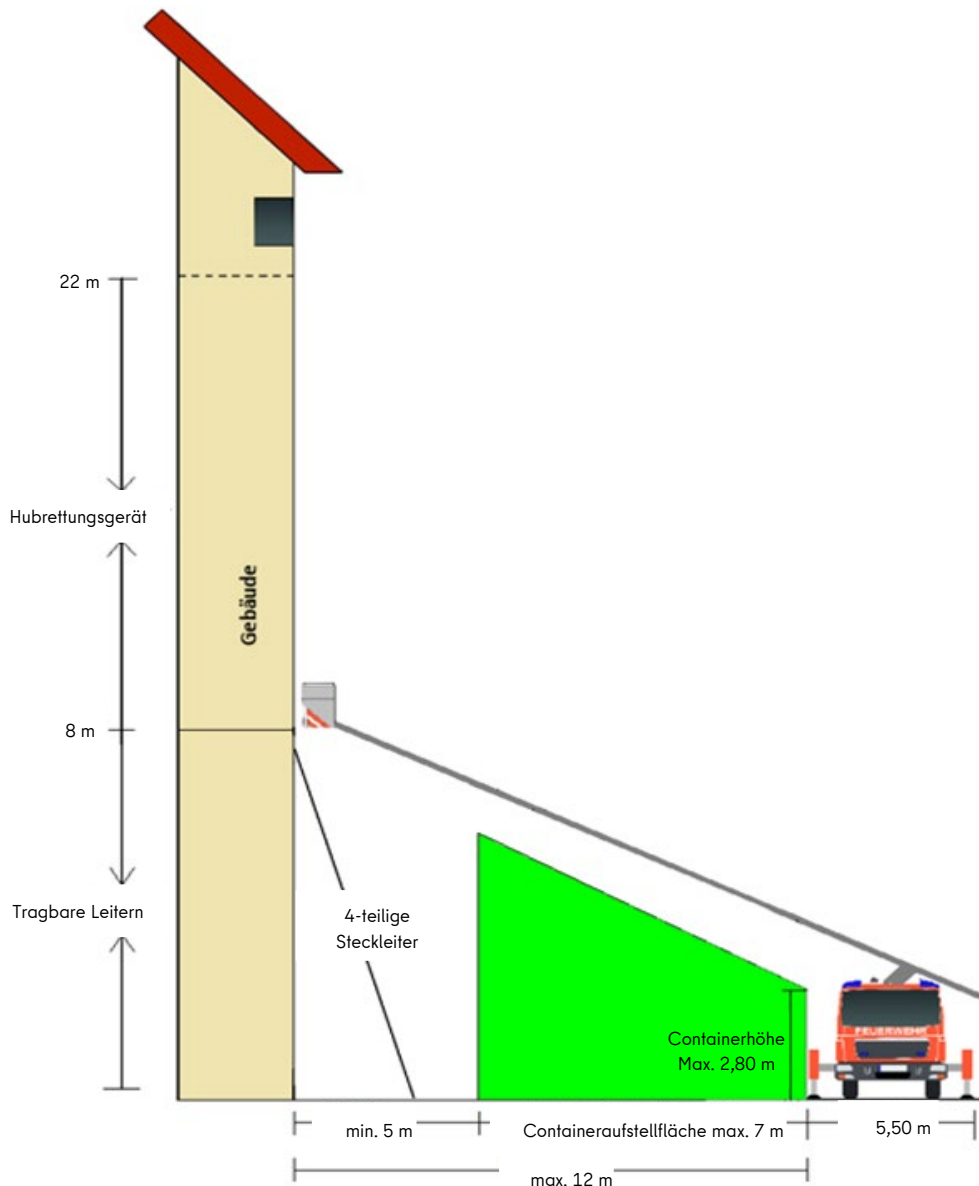 22 m
Hubrettungsgerät
Gebäude
8 m
Tragbare Leitern
4-teilige
Steckleiter
Containerhöhe
Max. 2,80 m
FEUERWEHR
min. 5 m
Containeraufstellfläche max. 7 m
5,50 m
max. 12 m